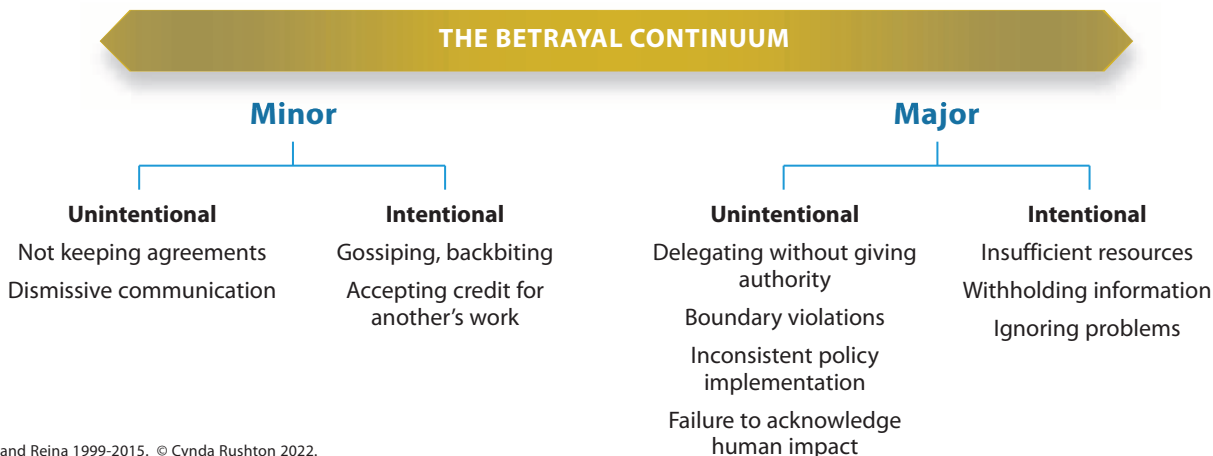 THE BETRAYAL CONTINUUM
Minor
Major
Unintentional
Not keeping agreements
Dismissive communication
Intentional
Gossiping, backbiting
Accepting credit for
another’s work
Unintentional
Delegating without giving
authority
Boundary violations
Inconsistent policy
implementation
Failure to acknowledge
human impact
Intentional
Insufficient resources
Withholding information
Ignoring problems
and Reina 1999-2015. © Cynda Rushton 2022.